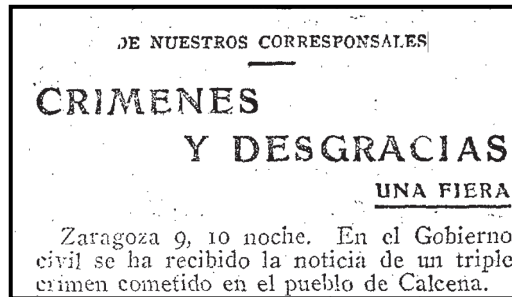 DE NUESTROS CORRESPONSALES
CRIMENES
Y DESGRACIAS
UNA FIERA
Zaragoza 9, 10 noche. En el Gobierno
civil se ha recibido la noticia de un triple
crimen cometido en el pueblo de Calcena.